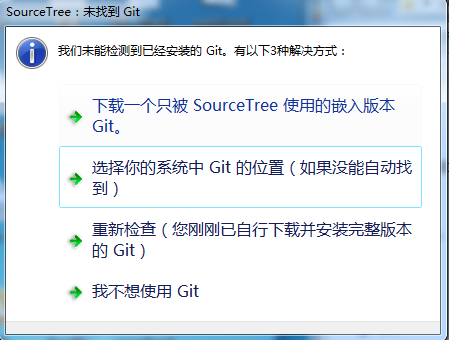 SourceTree：未找到 Git
我们未能检测到已经安装的 Git。有以下3种解决方式：
下载一个只被 SourceTree 使用的嵌入版本
Git。
选择你的系统中 Git 的位置（如果没能自动找
到）
重新检查（您刚刚已自行下载并安装完整版本
的 Git）
我不想使用 Git